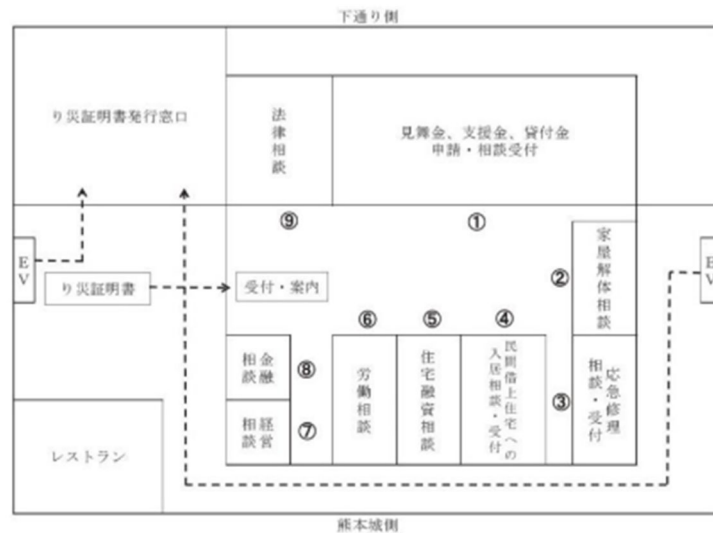 下通り側
り災証明書発行窓口
法律相談
見舞金、支援金、貸付金
申請・相談受付
⑨
①
EV
り災証明書
受付・案内
②
家屋解体相談
EV
⑥
⑤
④
金融
相談
⑧
労働相談
住宅融資相談
民間借上住宅への
入居相談・受付
③
応急修理
相談・受付
経営
相談
⑦
レストラン
熊本城側